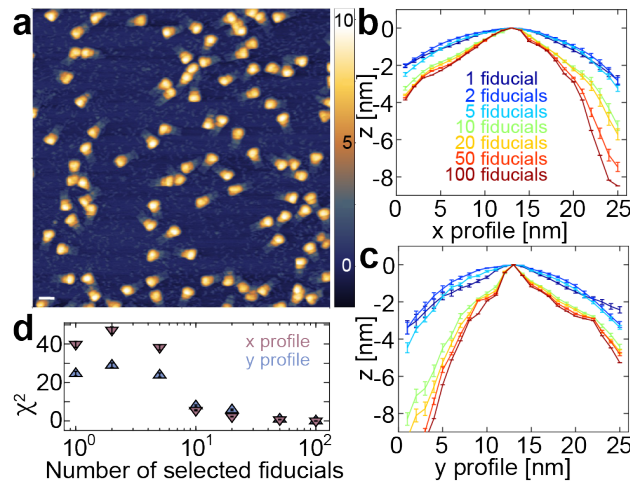 a
10
5
0
b
0
-2
-4
-6
-8
z [nm]
1 fiducial
2 fiducials
5 fiducials
10 fiducials
20 fiducials
50 fiducials
100 fiducials
0 5 10 15 20 25
x profile [nm]
c
0
-2
-4
-6
-8
z [nm]
0 5 10 15 20 25
y profile [nm]
d
40
20
0
χ²
x profile
y profile
10⁰ 10¹ 10²
Number of selected fiducials